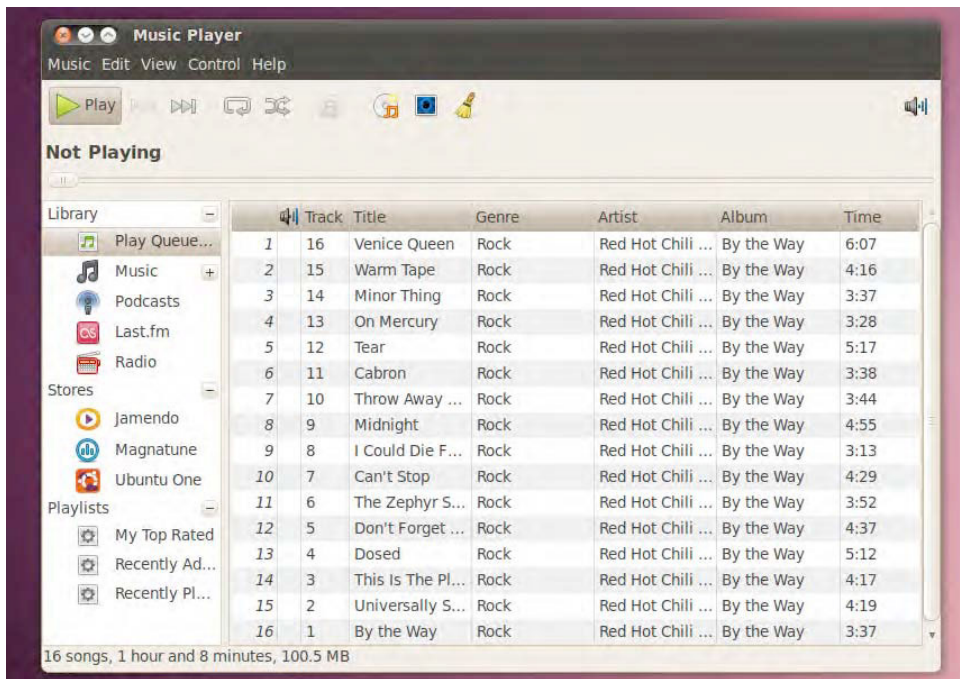 Music Player
Music Edit View Control Help
Play
Not Playing
Library
Play Queue...
Music
Podcasts
Last.fm
Radio
Stores
Jamendo
Magnatune
Ubuntu One
Playlists
My Top Rated
Recently Ad...
Recently Pl...
Track Title Genre Artist Album Time
1 16 Venice Queen Rock Red Hot Chili ... By the Way 6:07
2 15 Warm Tape Rock Red Hot Chili ... By the Way 4:16
3 14 Minor Thing Rock Red Hot Chili ... By the Way 3:37
4 13 On Mercury Rock Red Hot Chili ... By the Way 3:28
5 12 Tear Rock Red Hot Chili ... By the Way 5:17
6 11 Cabron Rock Red Hot Chili ... By the Way 3:38
7 10 Throw Away ... Rock Red Hot Chili ... By the Way 3:44
8 9 Midnight Rock Red Hot Chili ... By the Way 4:55
9 8 I Could Die F... Rock Red Hot Chili ... By the Way 3:13
10 7 Can't Stop Rock Red Hot Chili ... By the Way 4:29
11 6 The Zephyr S... Rock Red Hot Chili ... By the Way 3:52
12 5 Don't Forget ... Rock Red Hot Chili ... By the Way 4:37
13 4 Dosed Rock Red Hot Chili ... By the Way 5:12
14 3 This Is The Pl... Rock Red Hot Chili ... By the Way 4:17
15 2 Universally S... Rock Red Hot Chili ... By the Way 4:19
16 1 By the Way Rock Red Hot Chili ... By the Way 3:37
16 songs, 1 hour and 8 minutes, 100.5 MB